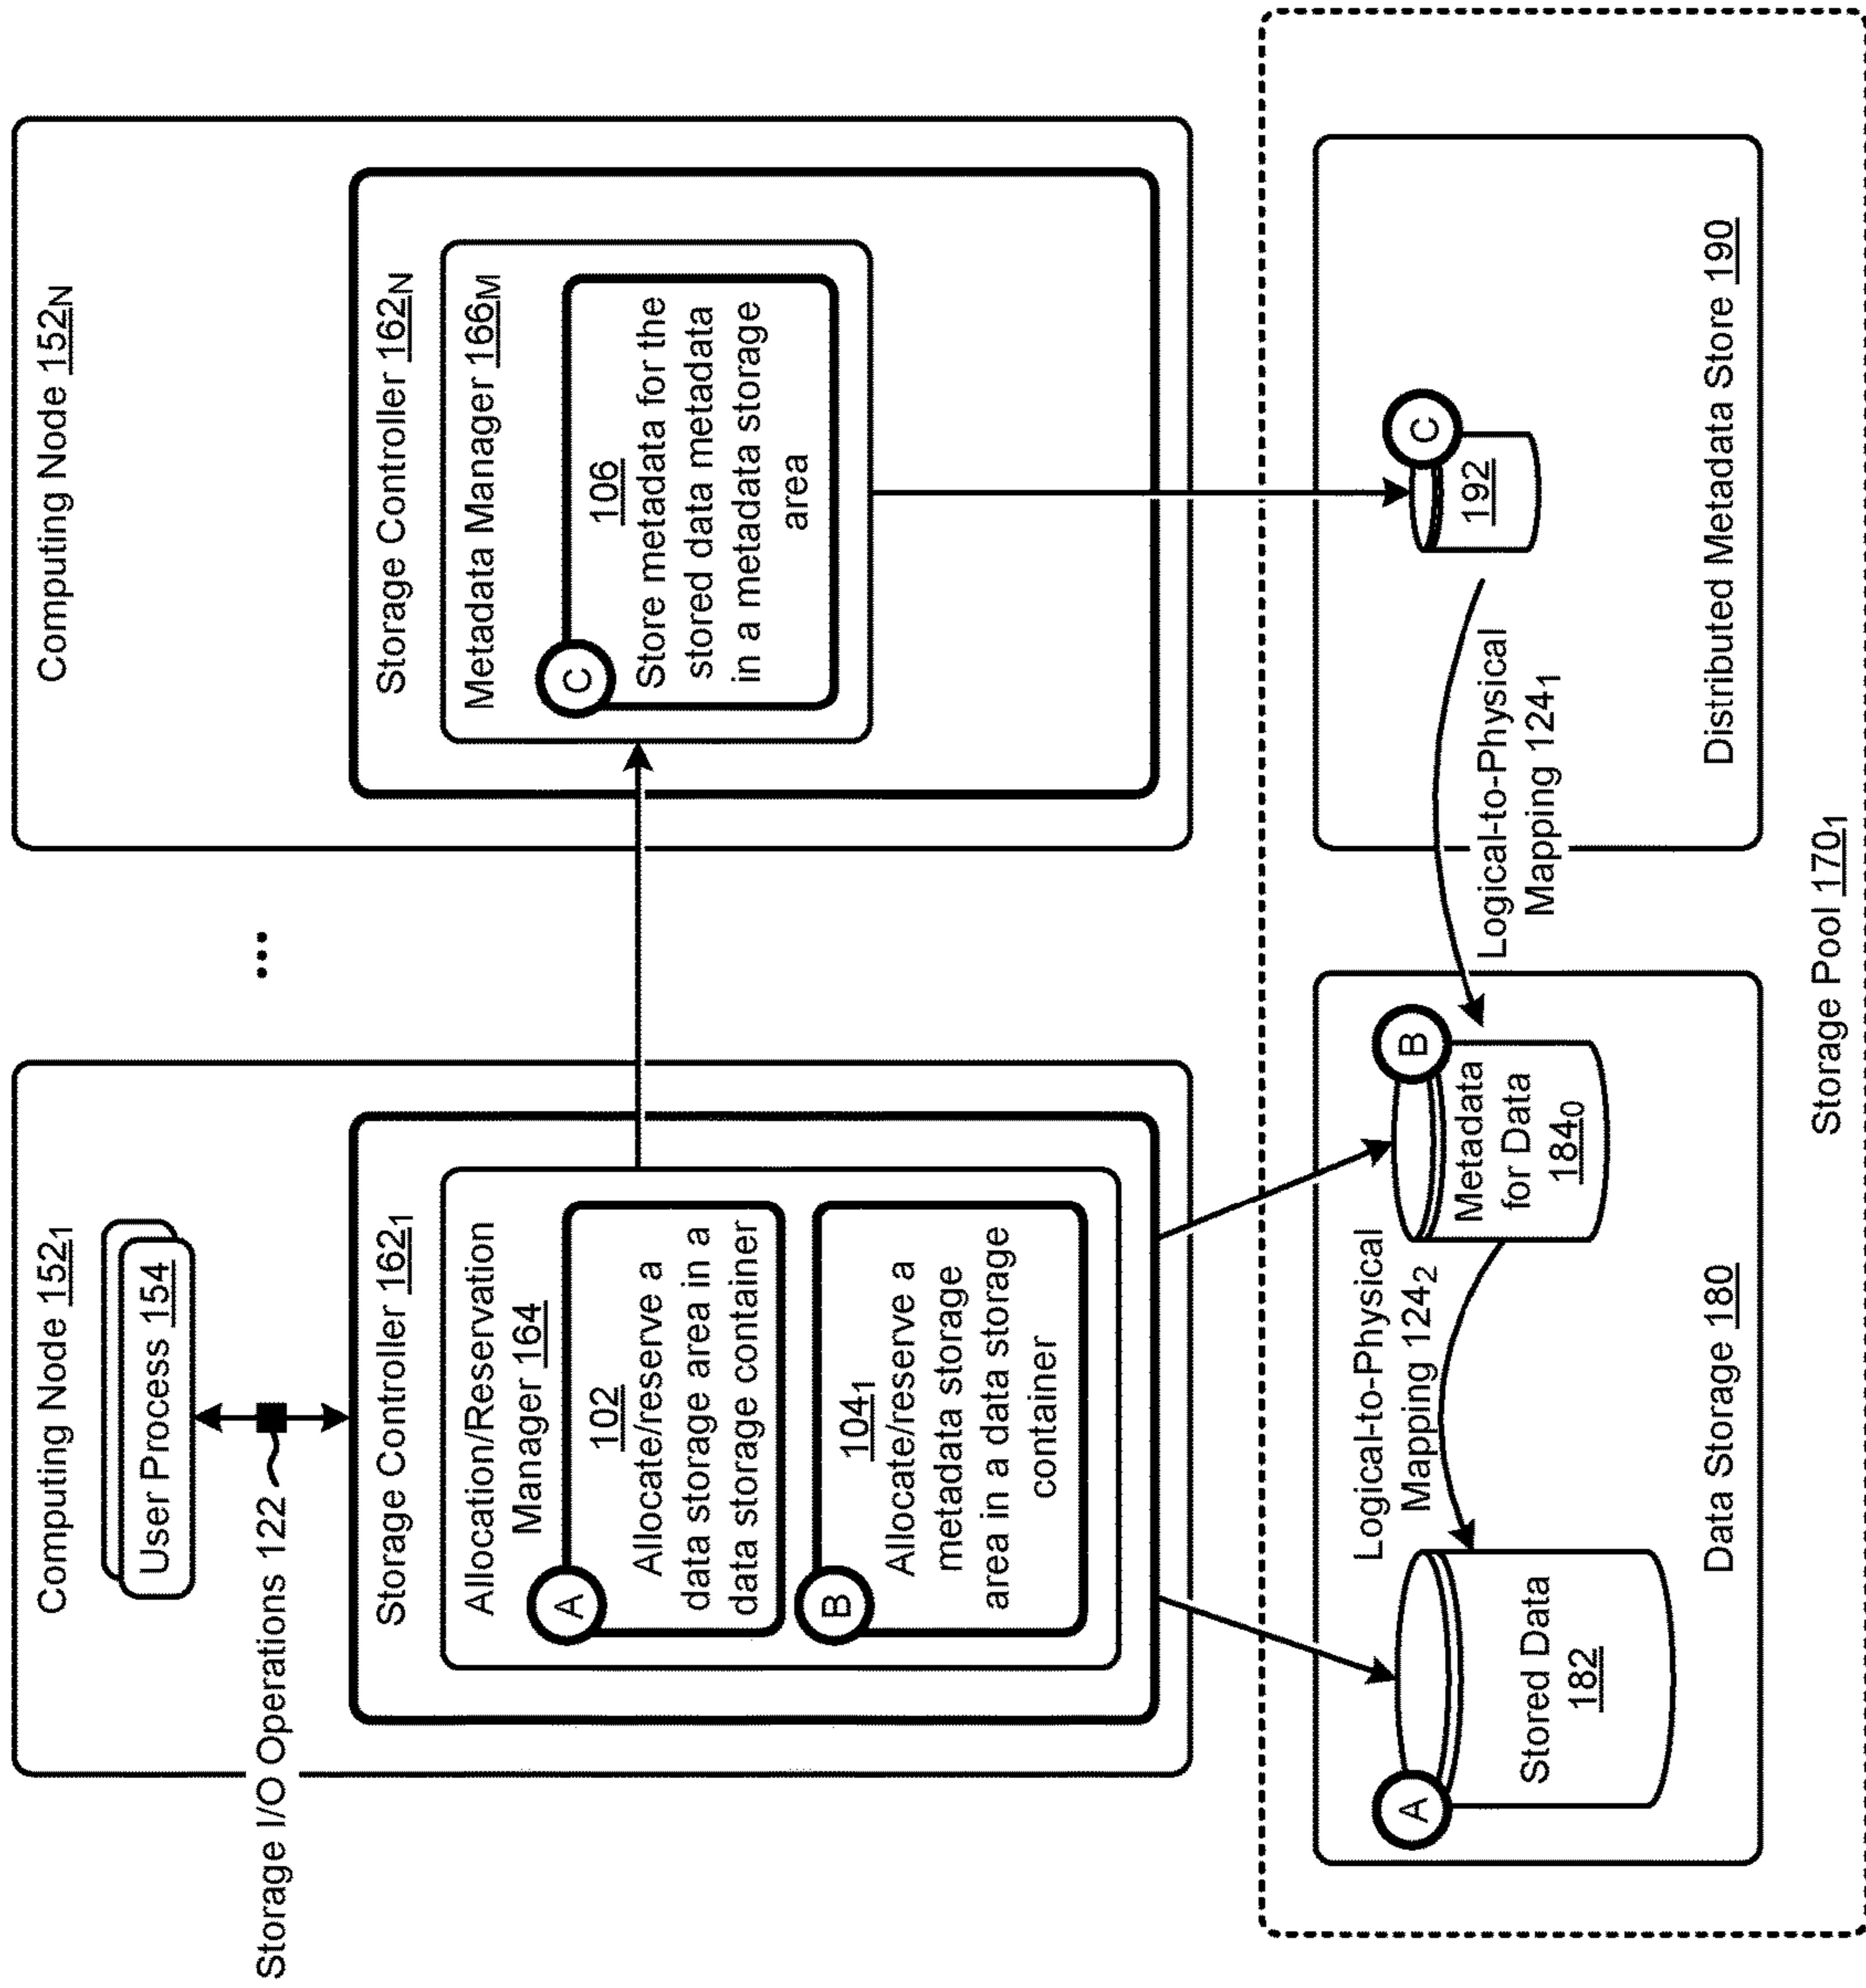 Computing Node 152₁
User Process 154
Storage I/O Operations 122
Storage Controller 162₁
Allocation/Reservation
Manager 164
A
102
Allocate/reserve a
data storage area in a
data storage container
B
104₁
Allocate/reserve a
metadata storage
area in a data storage
container
...
Computing Node 152N
Storage Controller 162N
Metadata Manager 166M
C
106
Store metadata for the
stored data metadata
in a metadata storage
area
A
Stored Data
182
Logical-to-Physical
Mapping 124₂
B
Metadata
for Data
184₀
Data Storage 180
Logical-to-Physical
Mapping 124₁
C
192
Distributed Metadata Store 190
Storage Pool 170₁